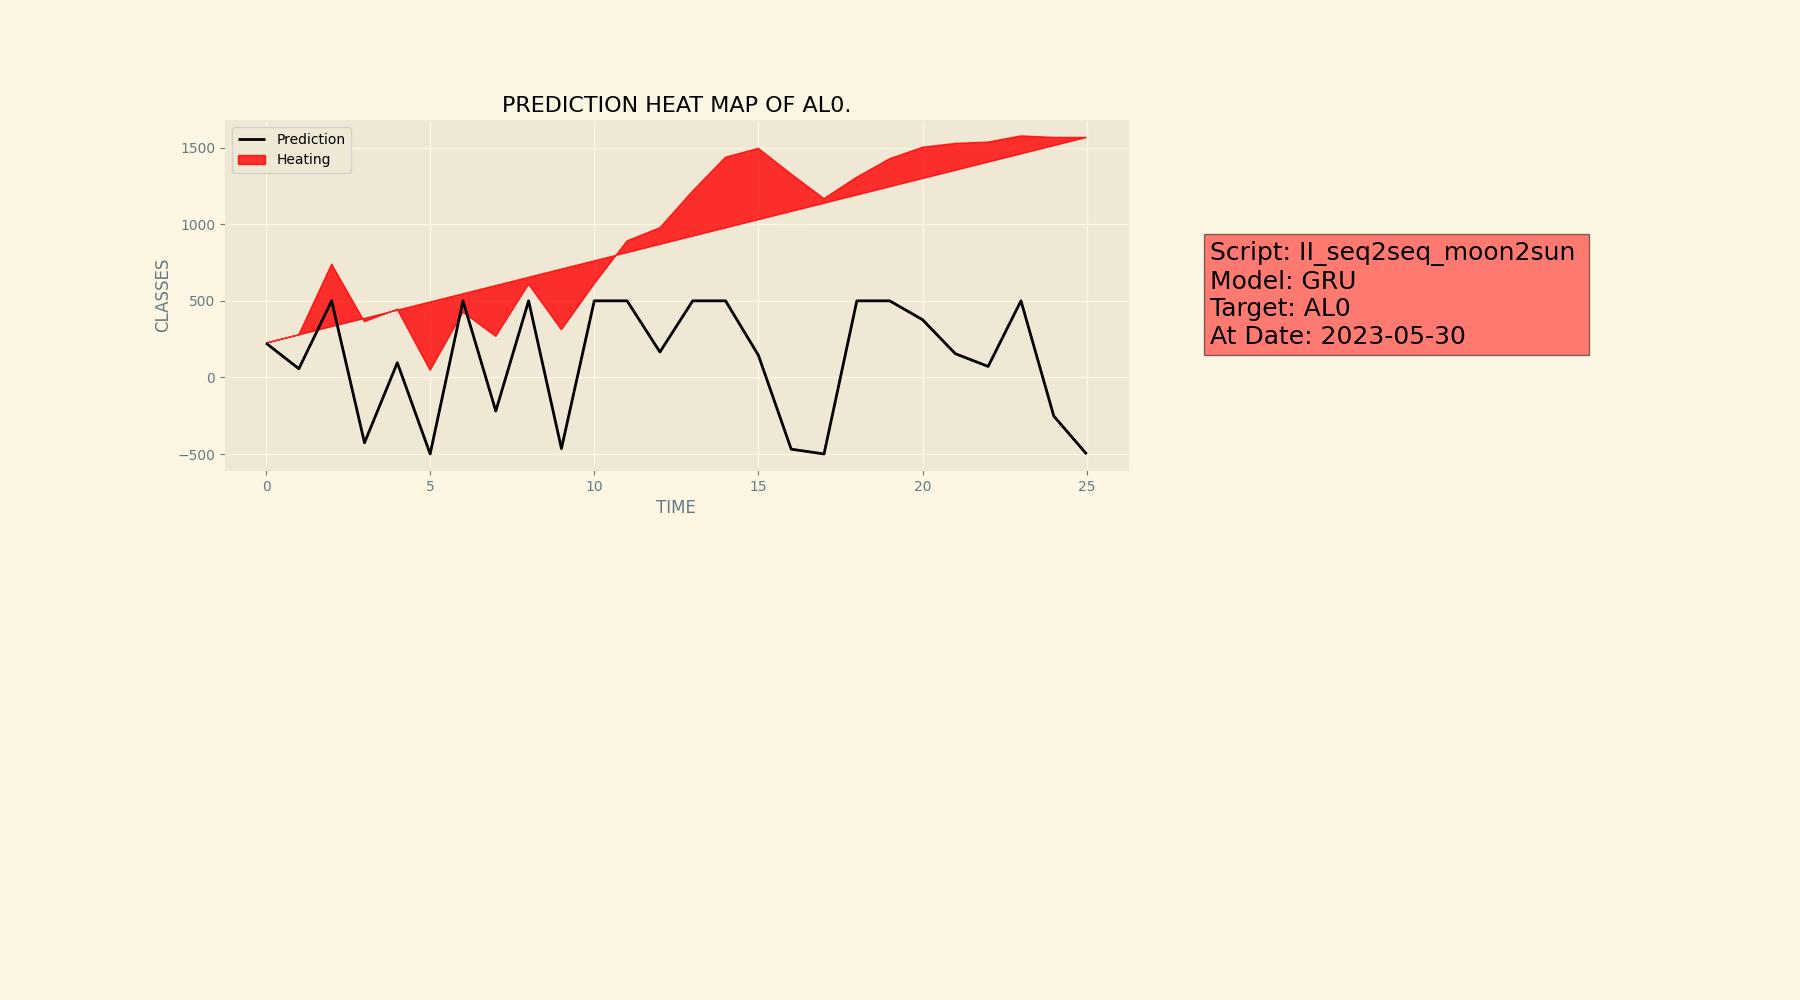 PREDICTION HEAT MAP OF AL0.
Prediction
Heating
1500
1000
500
0
−500
CLASSES
0 5 10 15 20 25
TIME
Script: II_seq2seq_moon2sun
Model: GRU
Target: AL0
At Date: 2023-05-30